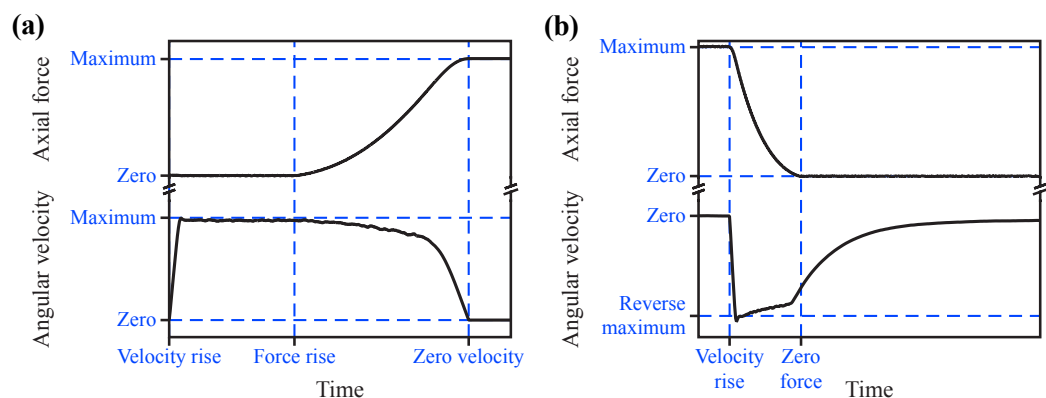 (a)
Axial force
Angular velocity
Maximum
Zero
Maximum
Zero
Velocity rise
Force rise
Zero velocity
Time
(b)
Axial force
Angular velocity
Maximum
Zero
Zero
Reverse
maximum
Velocity
rise
Zero
force
Time